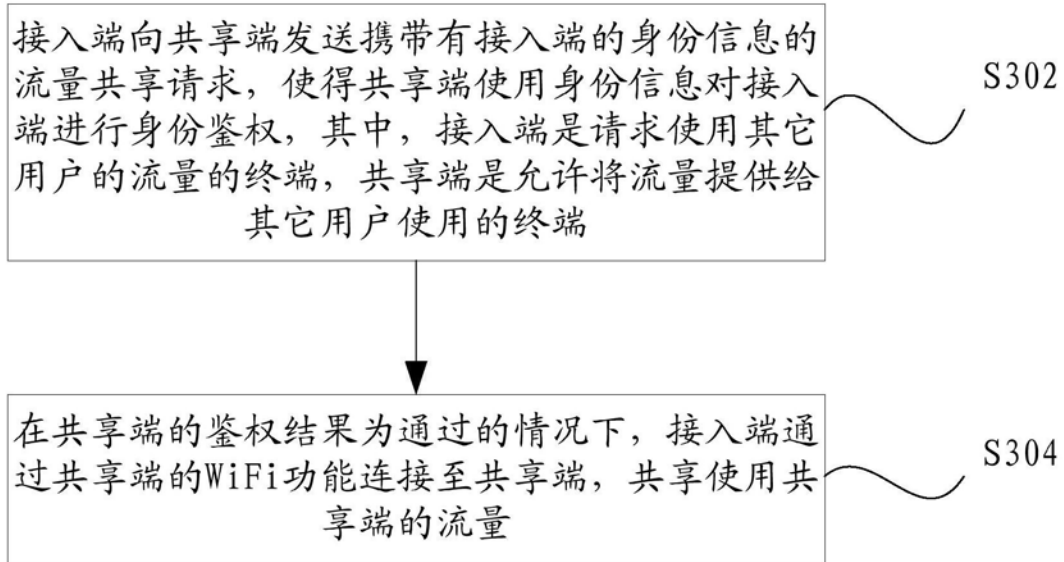 接入端向共享端发送携带有接入端的身份信息的
流量共享请求，使得共享端使用身份信息对接入
端进行身份鉴权，其中，接入端是请求使用其它
用户的流量的终端，共享端是允许将流量提供给
其它用户使用的终端
S302
在共享端的鉴权结果为通过的情况下，接入端通
过共享端的WiFi功能连接至共享端，共享使用共
享端的流量
S304